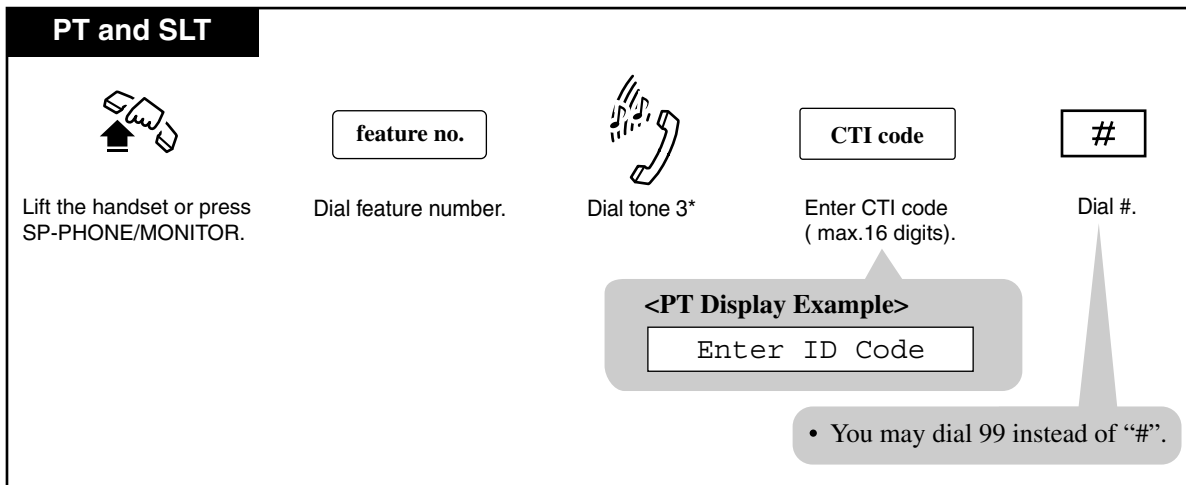 PT and SLT
feature no.
CTI code
#
Lift the handset or press
SP-PHONE/MONITOR.
Dial feature number.
Dial tone 3*
Enter CTI code
( max.16 digits).
Dial #.
<PT Display Example>
Enter ID Code
• You may dial 99 instead of “#”.